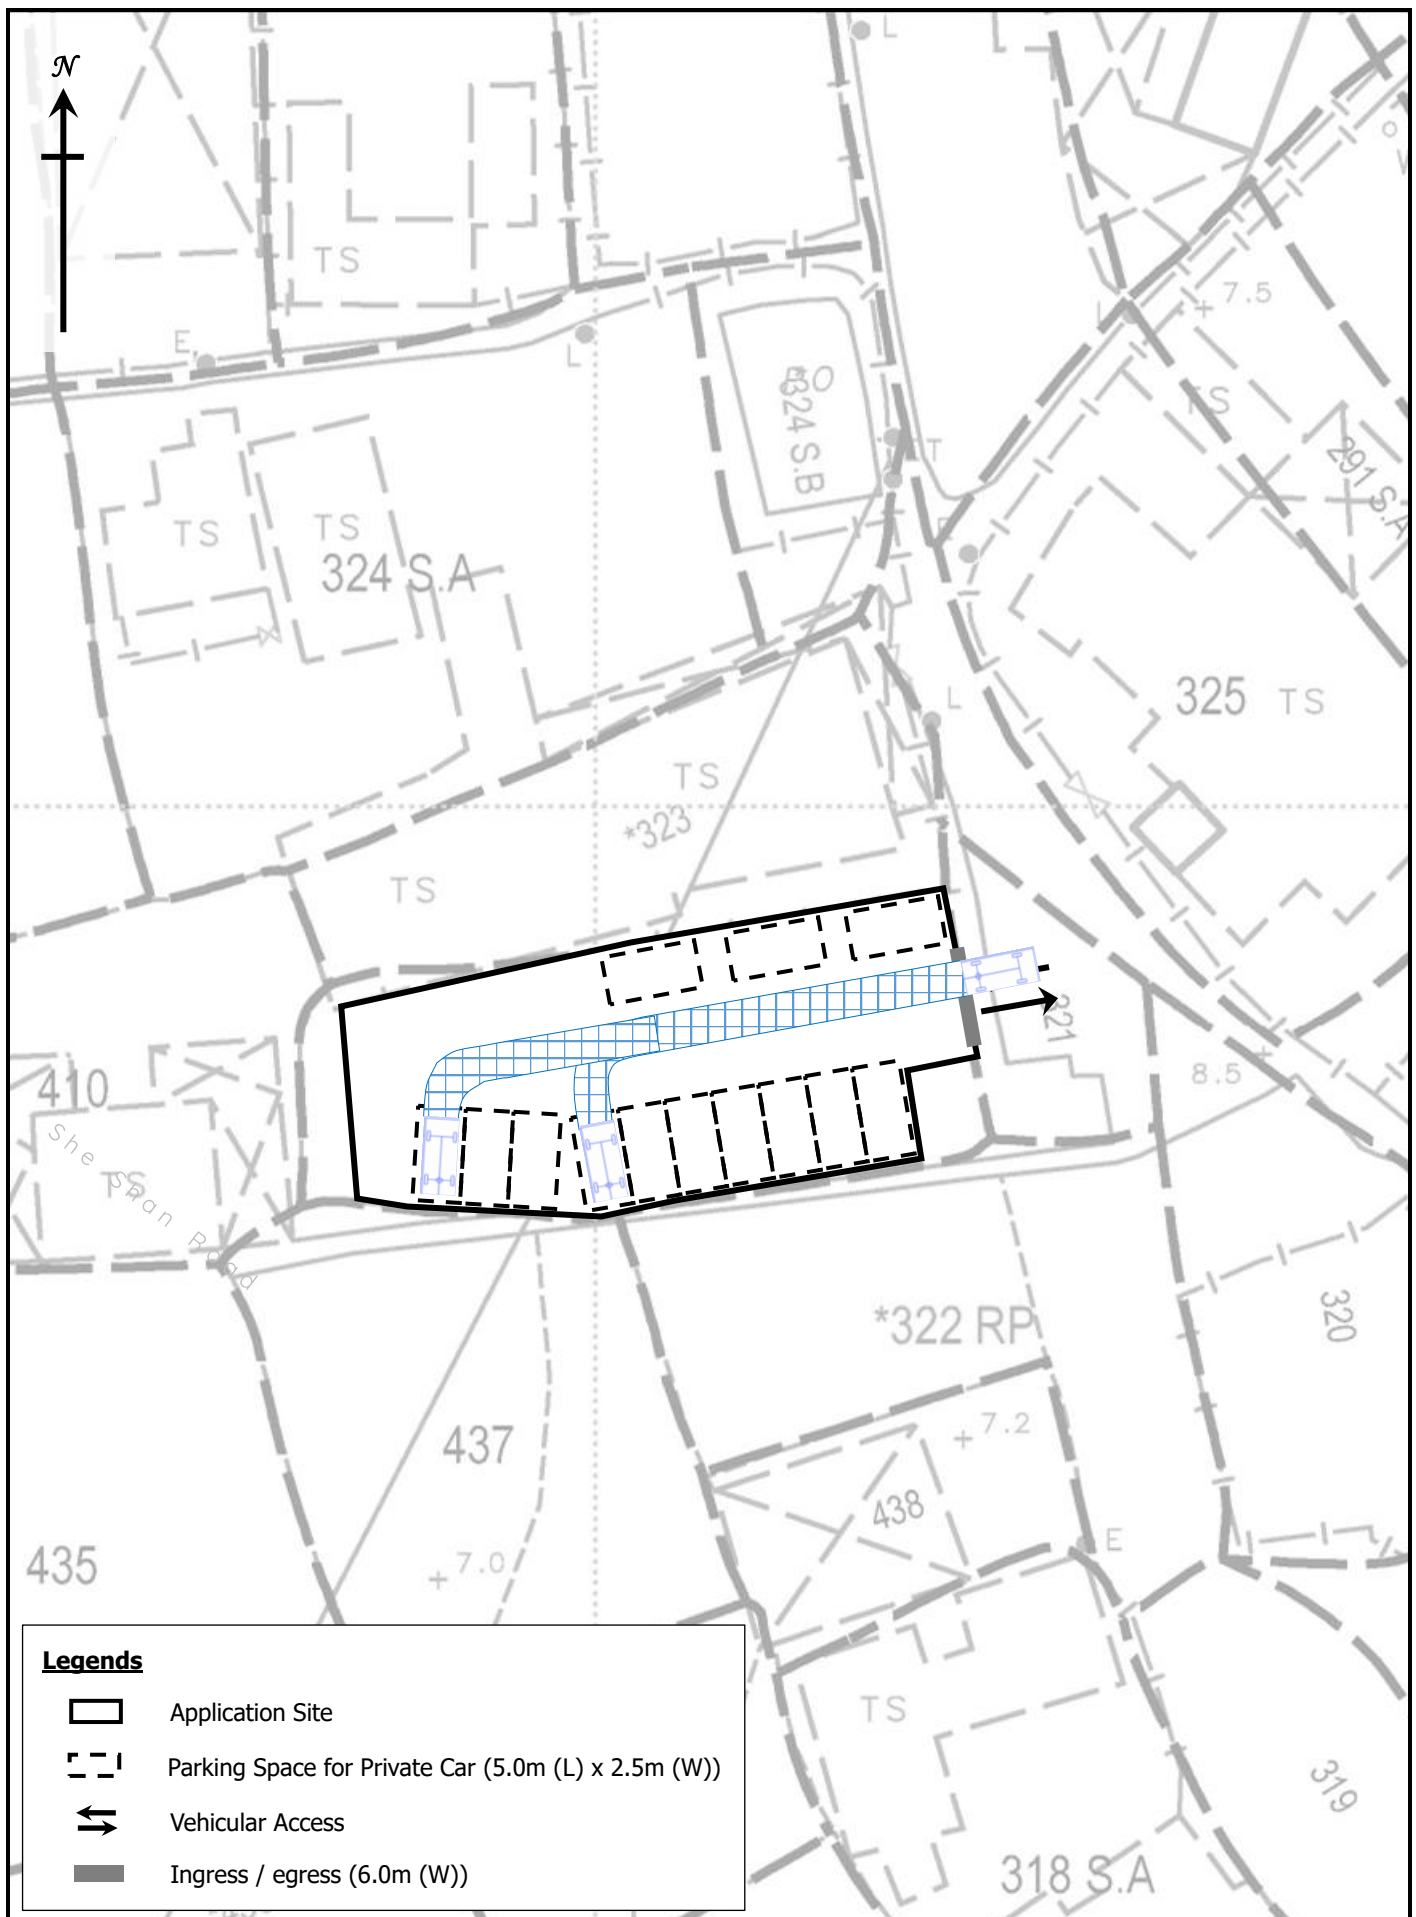 L
N
TS
7.5
E
L
L
TS
*324 S.B
T
291 S.A
TS
TS
324 S.A
E
325 TS
L
TS
*323
TS
321
8.5
410
She Shan Road
TS
320
*322 RP
7.2
437
438
E
435
7.0
TS
319
318 S.A
Legends
Application Site
Parking Space for Private Car (5.0m (L) x 2.5m (W))
Vehicular Access
Ingress / egress (6.0m (W))